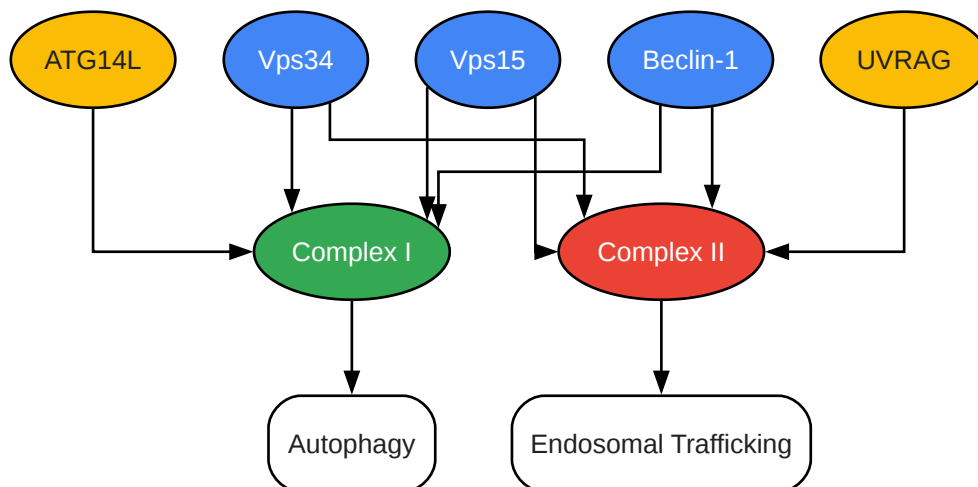 ATG14L
Vps34
Vps15
Beclin-1
UVRAG
Complex I
Complex II
Autophagy
Endosomal Trafficking